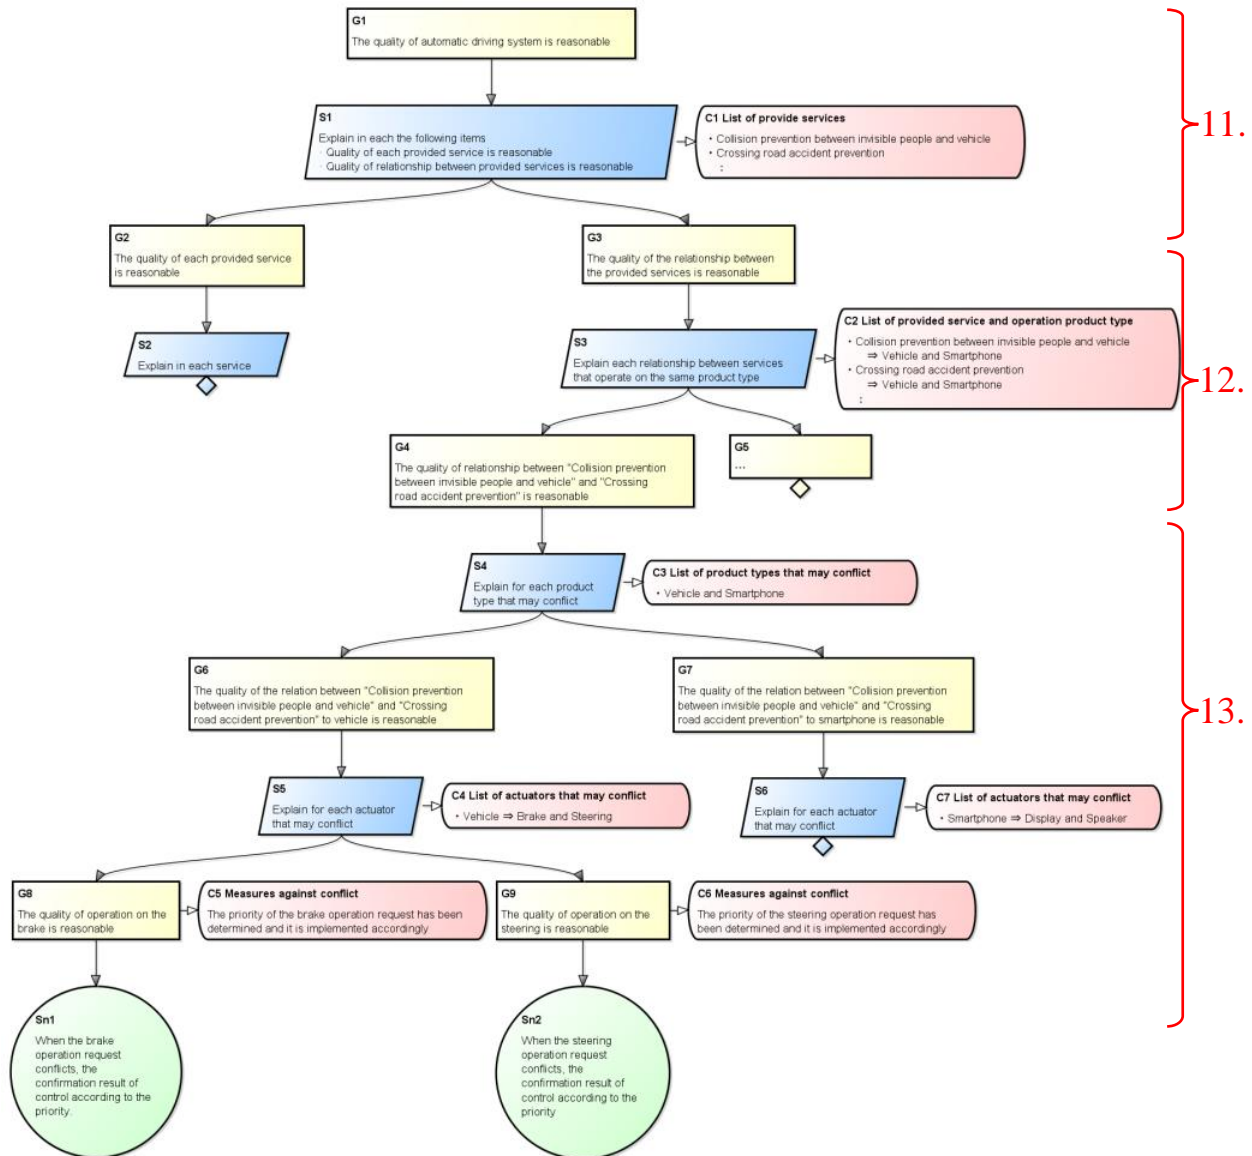 G1
The quality of automatic driving system is reasonable
S1
Explain in each the following items
· Quality of each provided service is reasonable
· Quality of relationship between provided services is reasonable
C1 List of provide services
・Collision prevention between invisible people and vehicle
・Crossing road accident prevention
:
11.
G2
The quality of each provided service
is reasonable
G3
The quality of the relationship between
the provided services is reasonable
S2
Explain in each service
S3
Explain each relationship between services
that operate on the same product type
C2 List of provided service and operation product type
・Collision prevention between invisible people and vehicle
⇒ Vehicle and Smartphone
・Crossing road accident prevention
⇒ Vehicle and Smartphone
:
12.
G4
The quality of relationship between "Collision prevention
between invisible people and vehicle" and "Crossing
road accident prevention" is reasonable
G5
...
S4
Explain for each product
type that may conflict
C3 List of product types that may conflict
・Vehicle and Smartphone
G6
The quality of the relation between "Collision prevention
between invisible people and vehicle" and "Crossing
road accident prevention" to vehicle is reasonable
G7
The quality of the relation between "Collision prevention
between invisible people and vehicle" and "Crossing
road accident prevention" to smartphone is reasonable
13.
S5
Explain for each actuator
that may conflict
C4 List of actuators that may conflict
・Vehicle ⇒ Brake and Steering
S6
Explain for each actuator
that may conflict
C7 List of actuators that may conflict
・Smartphone ⇒ Display and Speaker
G8
The quality of operation on the
brake is reasonable
C5 Measures against conflict
The priority of the brake operation request has been
determined and it is implemented accordingly
G9
The quality of operation on the
steering is reasonable
C6 Measures against conflict
The priority of the steering operation request has
been determined and it is implemented accordingly
Sn1
When the brake
operation request
conflicts, the
confirmation result of
control according to the
priority.
Sn2
When the steering
operation request
conflicts, the
confirmation result of
control according to the
priority